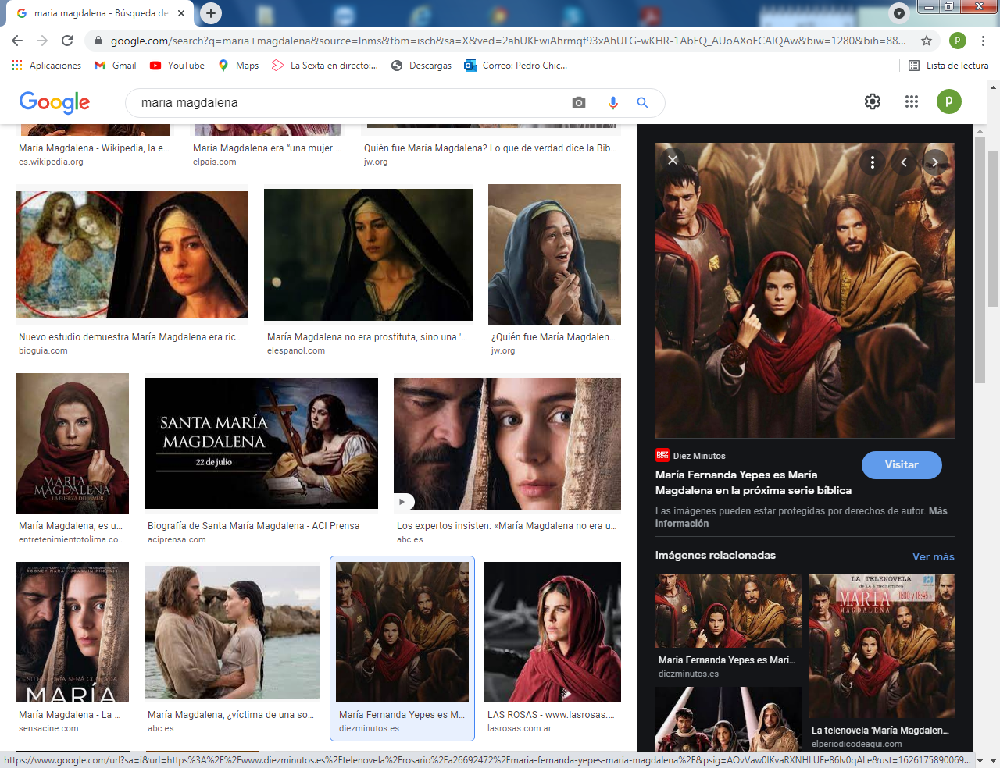 maria magdalena - Búsqueda de
google.com/search?q=maria+magdalena&source=lnms&tbm=isch&sa=X&ved=2ahUKEwiAhrmqt93xAhULG-wKHR-1AbEQ_AUoAXoECAIQAw&biw=1280&bih=88...
p
Aplicaciones
Gmail
YouTube
Maps
La Sexta en directo:...
Descargas
Correo: Pedro Chic...
Lista de lectura
Google
maria magdalena
p
María Magdalena - Wikipedia, la e...
es.wikipedia.org
María Magdalena era “una mujer ...
elpais.com
Quién fue María Magdalena? Lo que de verdad dice la Bib...
jw.org
Nuevo estudio demuestra María Magdalena era ric...
bioguia.com
María Magdalena no era prostituta, sino una '...
elespanol.com
¿Quién fue María Magdalen...
jw.org
MARIA
MAGDALENA
LA FUERZA DEL AMOR
María Magdalena, es u...
entretenimientotolima.co...
SANTA MARÍA
MAGDALENA
22 de julio
Biografía de Santa María Magdalena - ACI Prensa
aciprensa.com
Los expertos insisten: «María Magdalena no era u...
abc.es
ROONEY MARA JOAQUIN PHOENIX
SU HISTORIA SERÁ CONTADA
MARÍA
María Magdalena - La ...
sensacine.com
María Magdalena, ¿víctima de una so...
abc.es
María Fernanda Yepes es M...
diezminutos.es
LAS ROSAS - www.lasrosas....
lasrosas.com.ar
DIEZ
Diez Minutos
María Fernanda Yepes es María
Magdalena en la próxima serie bíblica
Visitar
Las imágenes pueden estar protegidas por derechos de autor. Más
información
Imágenes relacionadas
Ver más
María Fernanda Yepes es Marí...
diezminutos.es
LA TELENOVELA
de LA 8 mediterráneo
11:00 y 18:45 h
MARÍA
MAGDALENA
La telenovela 'María Magdalen...
elperiodicodeaqui.com
https://www.google.com/url?sa=i&url=https%3A%2F%2Fwww.diezminutos.es%2Ftelenovela%2Frosario%2Fa26692472%2Fmaria-fernanda-yepes-maria-magdalena%2F&psig=AOvVaw0lKvaRXNHLUEe86lv0qALe&ust=1626175890069...